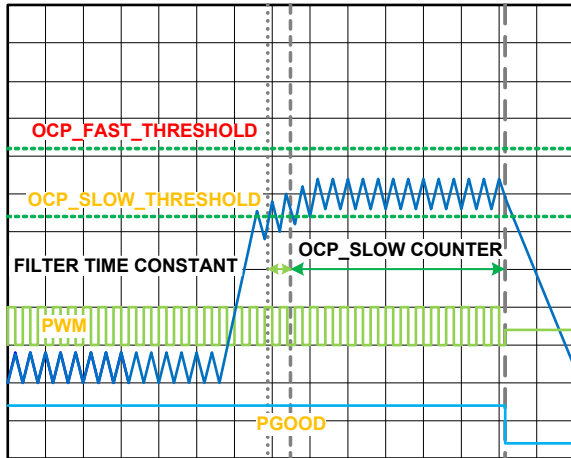 OCP_FAST_THRESHOLD
OCP_SLOW_THRESHOLD
OCP_SLOW COUNTER
FILTER TIME CONSTANT
PWM
PGOOD